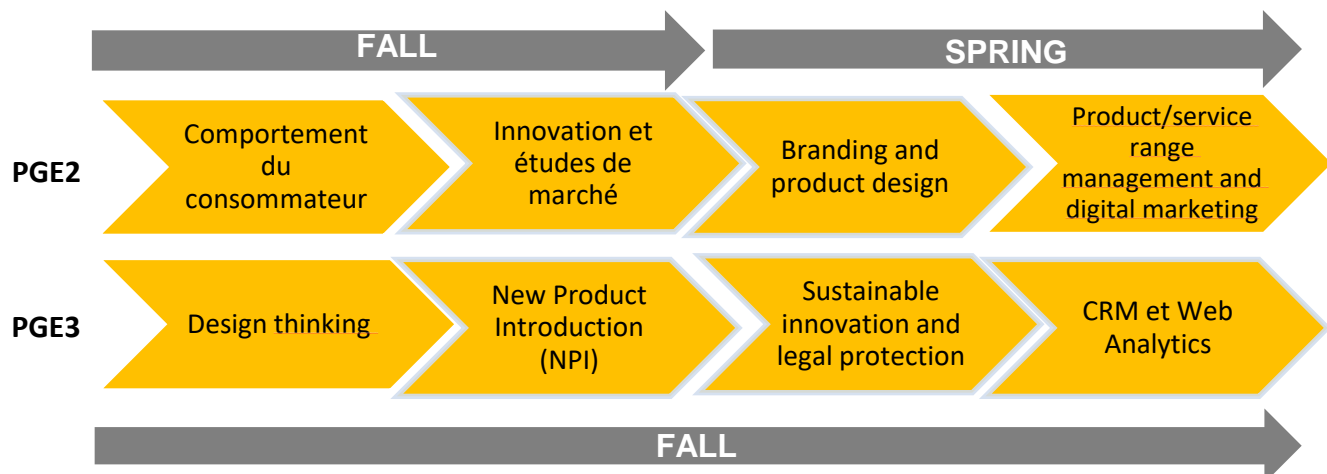 FALL
SPRING
PGE2
Comportement
du
consommateur
Innovation et
études de
marché
Branding and
product design
Product/service
range
management and
digital marketing
PGE3
Design thinking
New Product
Introduction
(NPI)
Sustainable
innovation and
legal protection
CRM et Web
Analytics
FALL